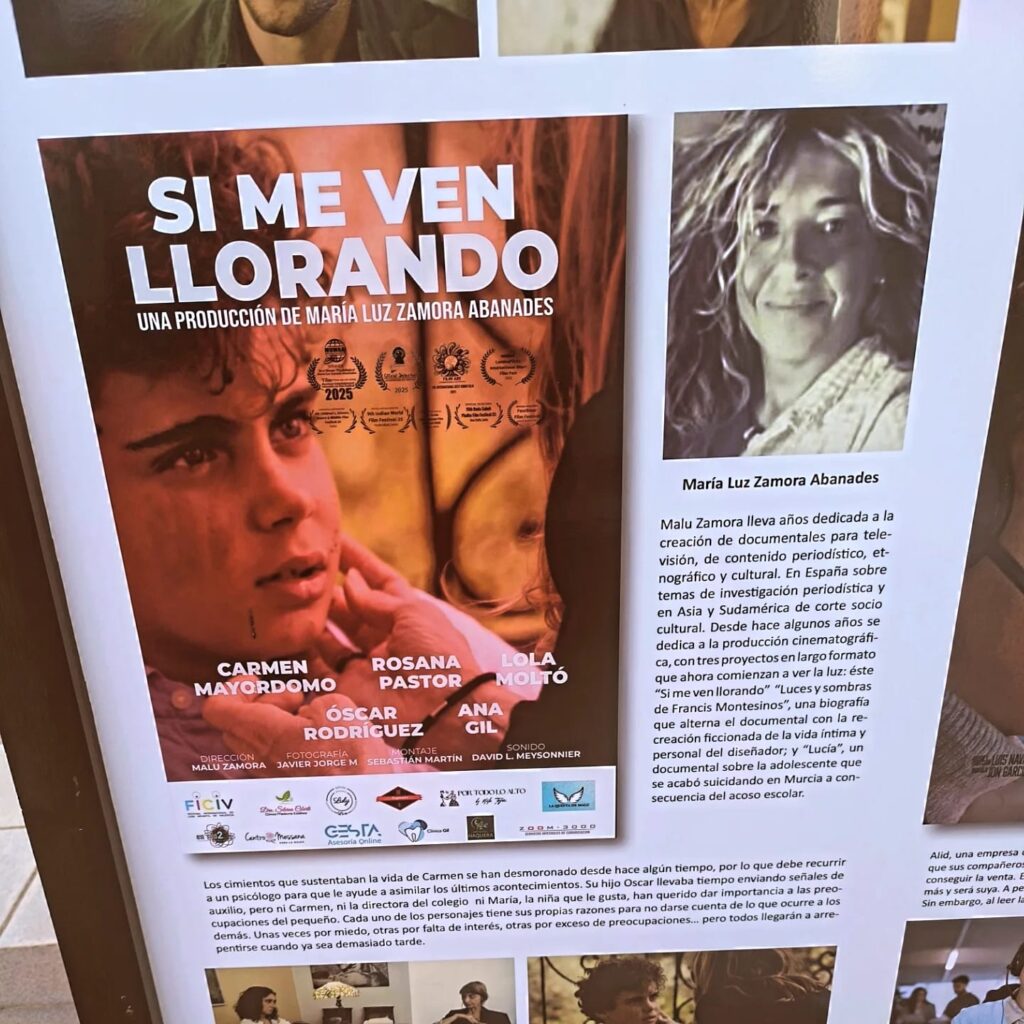 SI ME VEN
LLORANDO
UNA PRODUCCIÓN DE MARÍA LUZ ZAMORA ABANADES
2025
2025
9th Indian World
Film Festival
CARMEN
MAYORDOMO
ROSANA
PASTOR
LOLA
MOLTÓ
ÓSCAR
RODRÍGUEZ
ANA
GIL
DIRECCIÓN
MALU ZAMORA
FOTOGRAFÍA
JAVIER JORGE M
MONTAJE
SEBASTIÁN MARTÍN
SONIDO
DAVID L. MEYSONNIER
FICIV
POR TODO LO ALTO
Centro Massana
GESTA
Asesoría Online
Clínica Gil
ZOOM-3000
María Luz Zamora Abanades
Malu Zamora lleva años dedicada a la
creación de documentales para tele-
visión, de contenido periodístico, et-
nográfico y cultural. En España sobre
temas de investigación periodística y
en Asia y Sudamérica de corte socio
cultural. Desde hace algunos años se
dedica a la producción cinematográfi-
ca, con tres proyectos en largo formato
que ahora comienzan a ver la luz: éste
“Si me ven llorando” “Luces y sombras
de Francis Montesinos”, una biografía
que alterna el documental con la re-
creación ficcionada de la vida íntima y
personal del diseñador; y “Lucía”, un
documental sobre la adolescente que
se acabó suicidando en Murcia a con-
secuencia del acoso escolar.
Los cimientos que sustentaban la vida de Carmen se han desmoronado desde hace algún tiempo, por lo que debe recurrir
a un psicólogo para que le ayude a asimilar los últimos acontecimientos. Su hijo Oscar llevaba tiempo enviando señales de
auxilio, pero ni Carmen, ni la directora del colegio ni María, la niña que le gusta, han querido dar importancia a las preo-
cupaciones del pequeño. Cada uno de los personajes tiene sus propias razones para no darse cuenta de lo que ocurre a los
demás. Unas veces por miedo, otras por falta de interés, otras por exceso de preocupaciones... pero todos llegarán a arre-
pentirse cuando ya sea demasiado tarde.
Alid, una empresa
que sus compañeros
conseguir la venta.
más y será suya. A pe
Sin embargo, al leer la